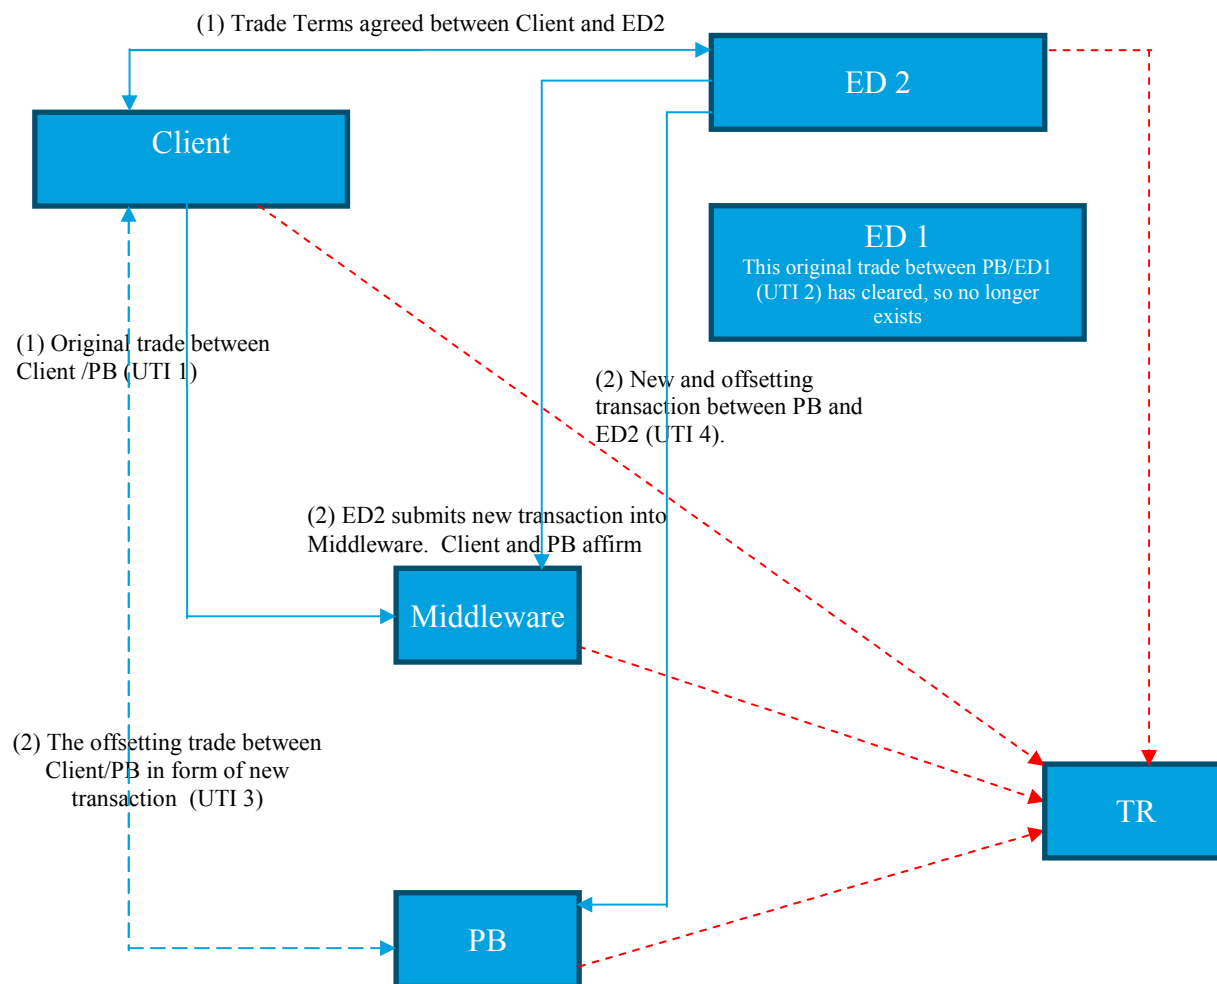 (1) Trade Terms agreed between Client and ED2
ED 2
Client
ED 1
This original trade between PB/ED1
(UTI 2) has cleared, so no longer
exists
(1) Original trade between
Client /PB (UTI 1)
(2) New and offsetting
transaction between PB and
ED2 (UTI 4).
(2) ED2 submits new transaction into
Middleware. Client and PB affirm
Middleware
(2) The offsetting trade between
Client/PB in form of new
transaction (UTI 3)
TR
PB